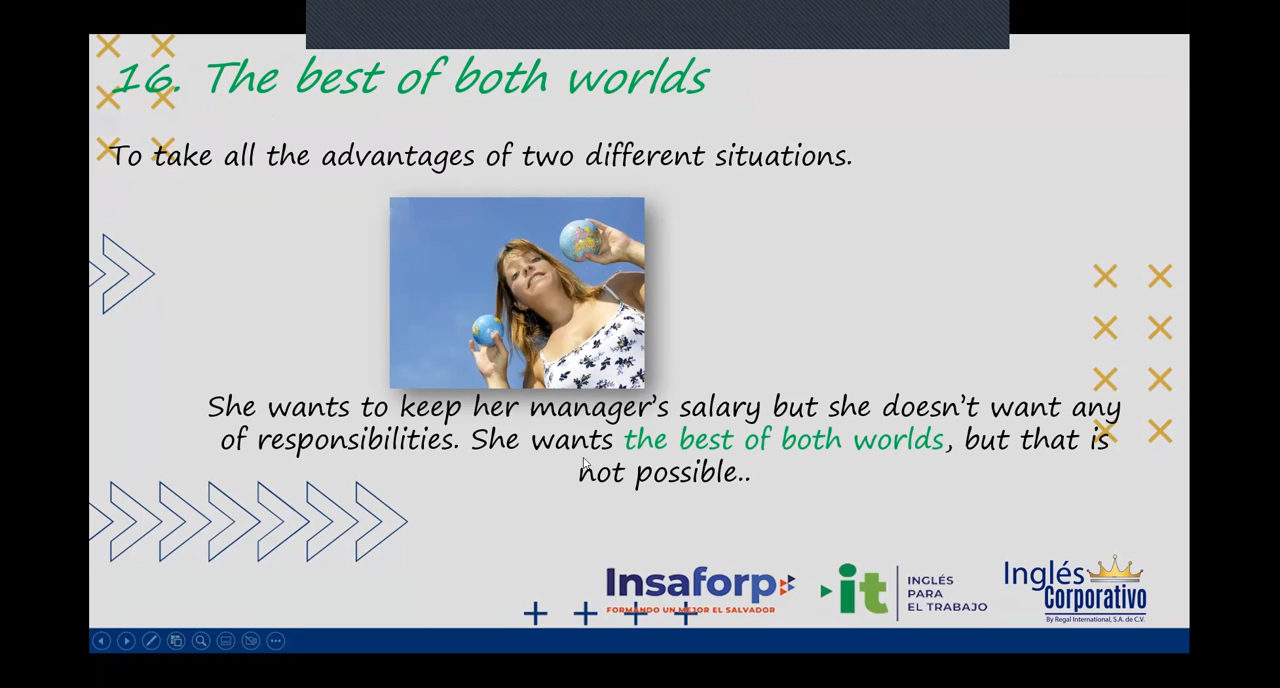 16. The best of both worlds
To take all the advantages of two different situations.
She wants to keep her manager's salary but she doesn't want any
of responsibilities. She wants the best of both worlds, but that is
not possible..
Insaforp
FORMANDO UN MEJOR EL SALVADOR
it
INGLÉS
PARA
EL TRABAJO
Inglés
Corporativo
By Regal International, S.A. de C.V.